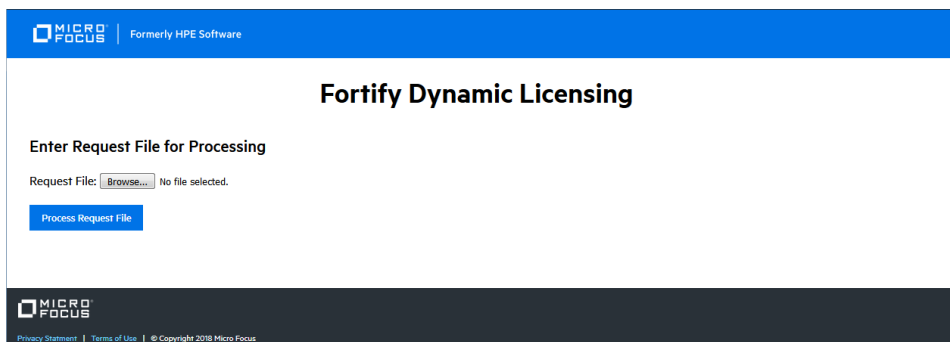 MICRO
FOCUS
Formerly HPE Software
Fortify Dynamic Licensing
Enter Request File for Processing
Request File: Browse... No file selected.
Process Request File
MICRO
FOCUS
Privacy Statment | Terms of Use | © Copyright 2018 Micro Focus